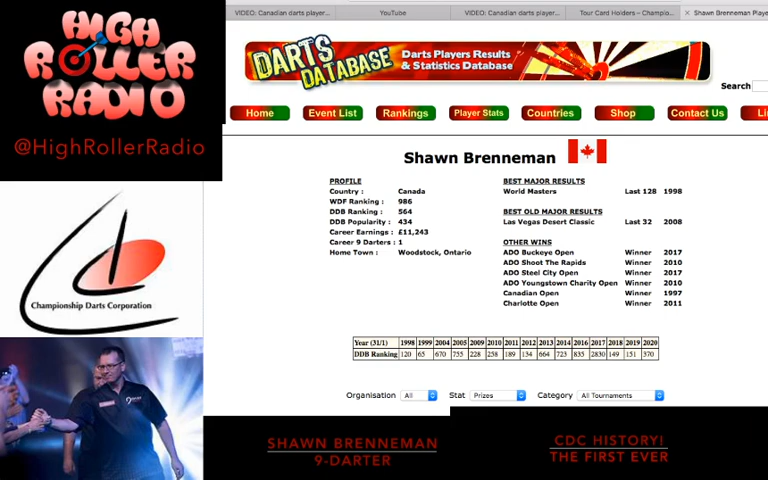 HIGH
ROLLER
RADIO
@HighRollerRadio
Championship Darts Corporation
VIDEO: Canadian darts player...
YouTube
VIDEO: Canadian darts player...
Tour Card Holders – Champio...
Shawn Brenneman Playe
DARTS
DATABASE
Darts Players Results
& Statistics Database
Search
Home Event List Rankings Player Stats Countries Shop Contact Us Li
Shawn Brenneman
PROFILE
Country : Canada
WDF Ranking : 986
DDB Ranking : 564
DDB Popularity : 434
Career Earnings : £11,243
Career 9 Darters : 1
Home Town : Woodstock, Ontario
BEST MAJOR RESULTS
World Masters Last 128 1998
BEST OLD MAJOR RESULTS
Las Vegas Desert Classic Last 32 2008
OTHER WINS
ADO Buckeye Open Winner 2017
ADO Shoot The Rapids Winner 2010
ADO Steel City Open Winner 2017
ADO Youngstown Charity Open Winner 2010
Canadian Open Winner 1997
Charlotte Open Winner 2011
Year (31/1) 1998 1999 2004 2005 2009 2010 2011 2012 2013 2014 2016 2017 2018 2019 2020
DDB Ranking 120 65 670 755 228 258 189 134 664 723 835 2830 149 151 370
Organisation All Stat Prizes Category All Tournaments
SHAWN BRENNEMAN
9-DARTER
CDC HISTORY!
THE FIRST EVER